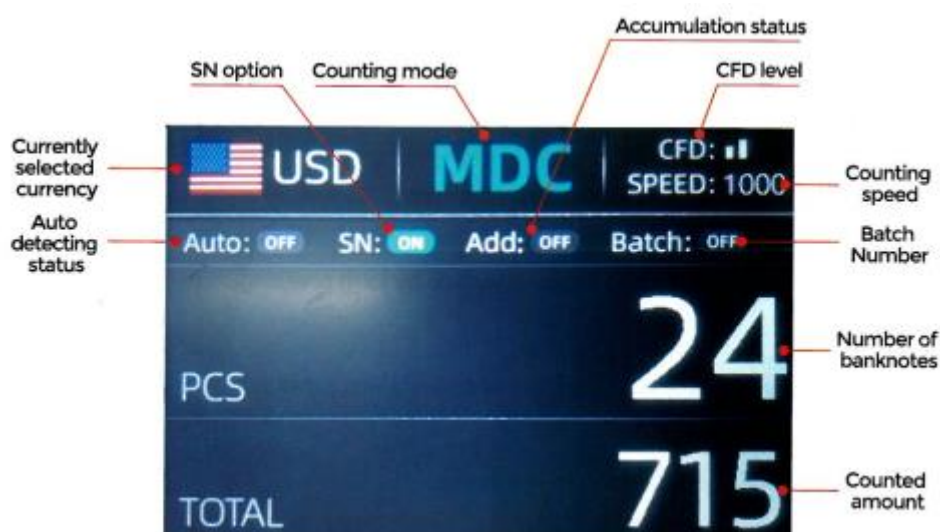 Accumulation status
SN option
Counting mode
CFD level
Currently
selected
currency
USD
MDC
CFD:
SPEED: 1000
Counting
speed
Auto
detecting
status
Auto: OFF
SN: ON
Add: OFF
Batch: OFF
Batch
Number
PCS
24
Number of
banknotes
TOTAL
715
Counted
amount